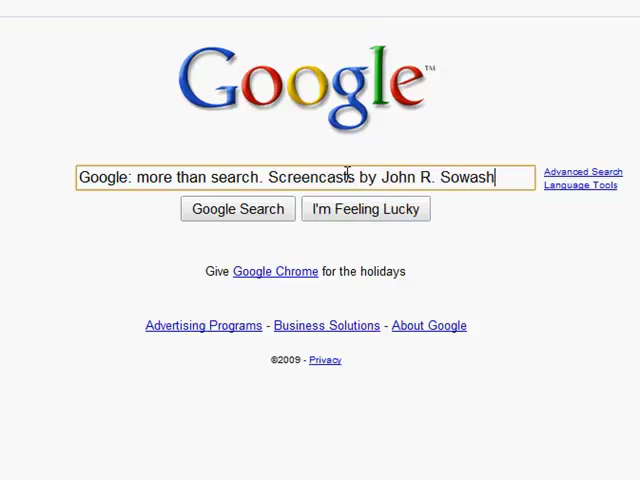 Google™
Google: more than search. Screencasts by John R. Sowash
Advanced Search
Language Tools
Google Search
I'm Feeling Lucky
Give Google Chrome for the holidays
Advertising Programs - Business Solutions - About Google
©2009 - Privacy